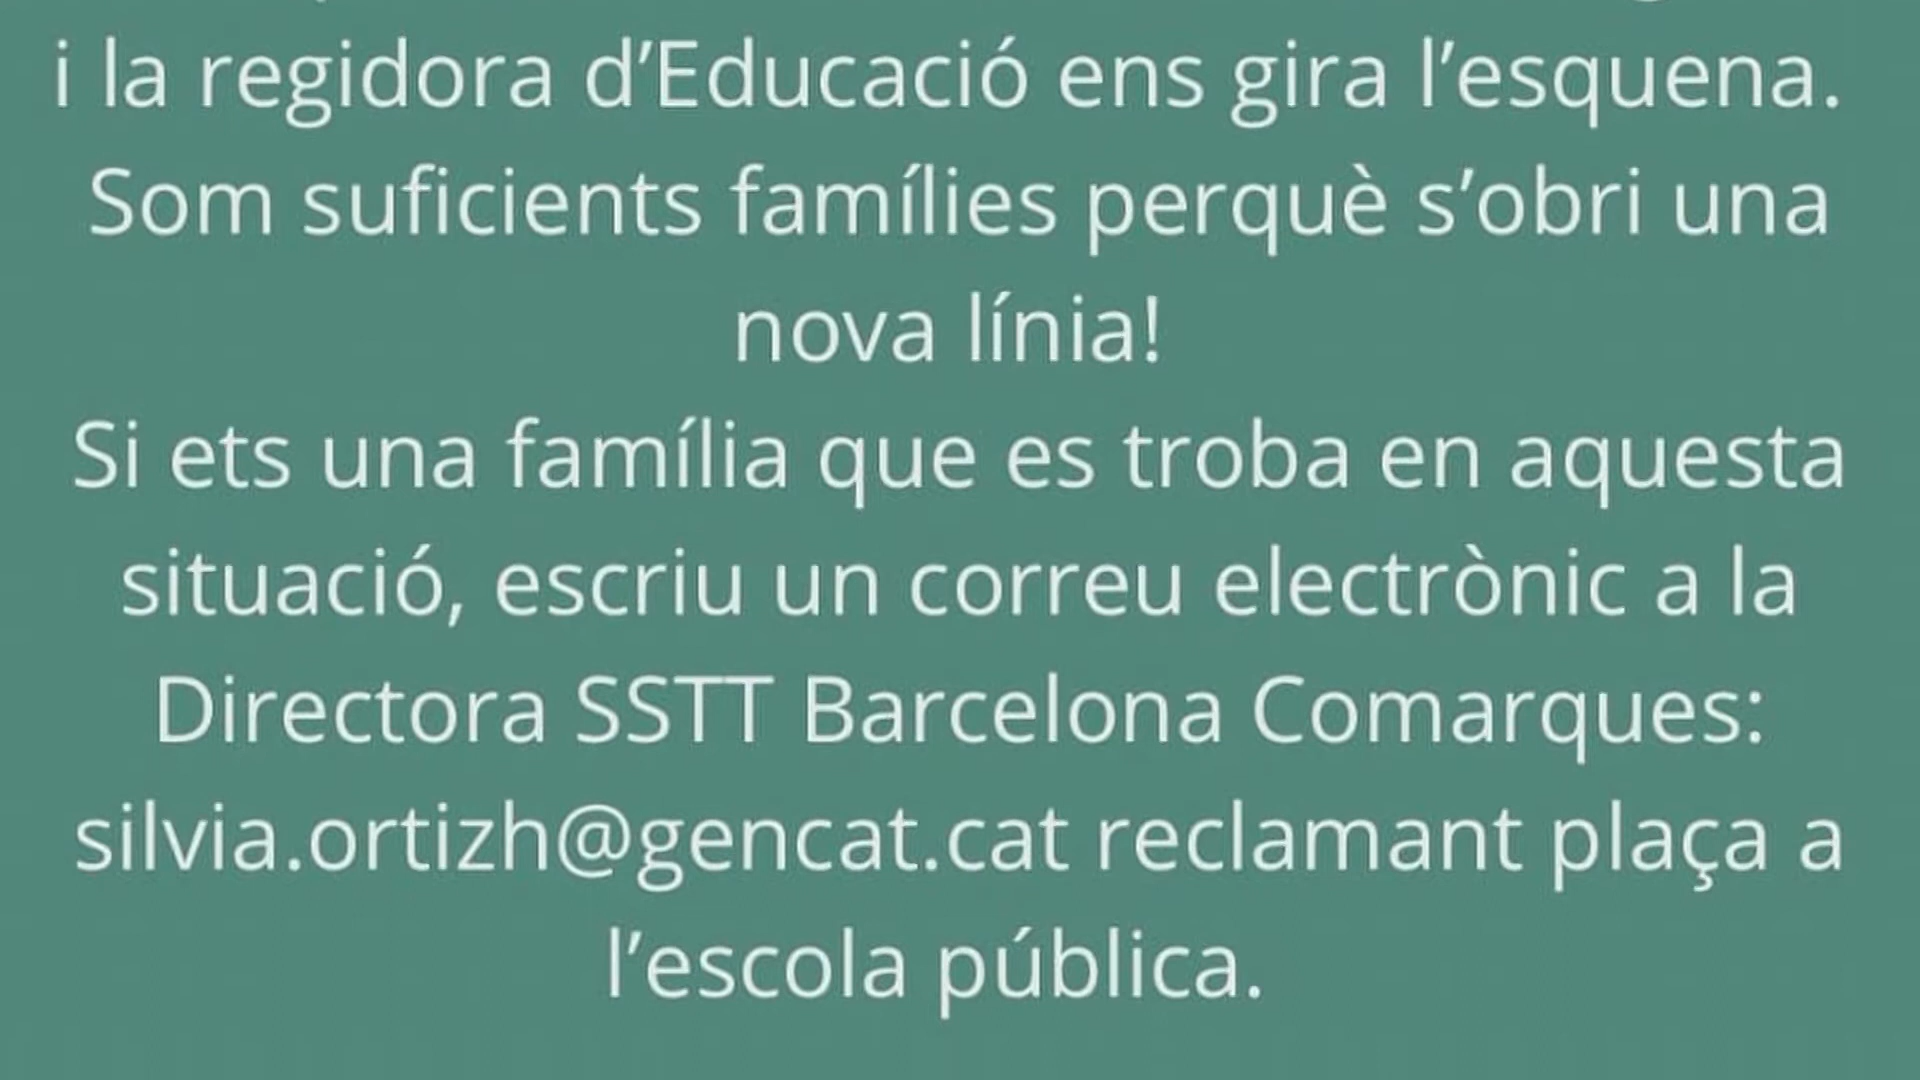 i la regidora d’Educació ens gira l’esquena.
Som suficients famílies perquè s’obri una
nova línia!
Si ets una família que es troba en aquesta
situació, escriu un correu electrònic a la
Directora SSTT Barcelona Comarques:
silvia.ortizh@gencat.cat reclamant plaça a
l’escola pública.